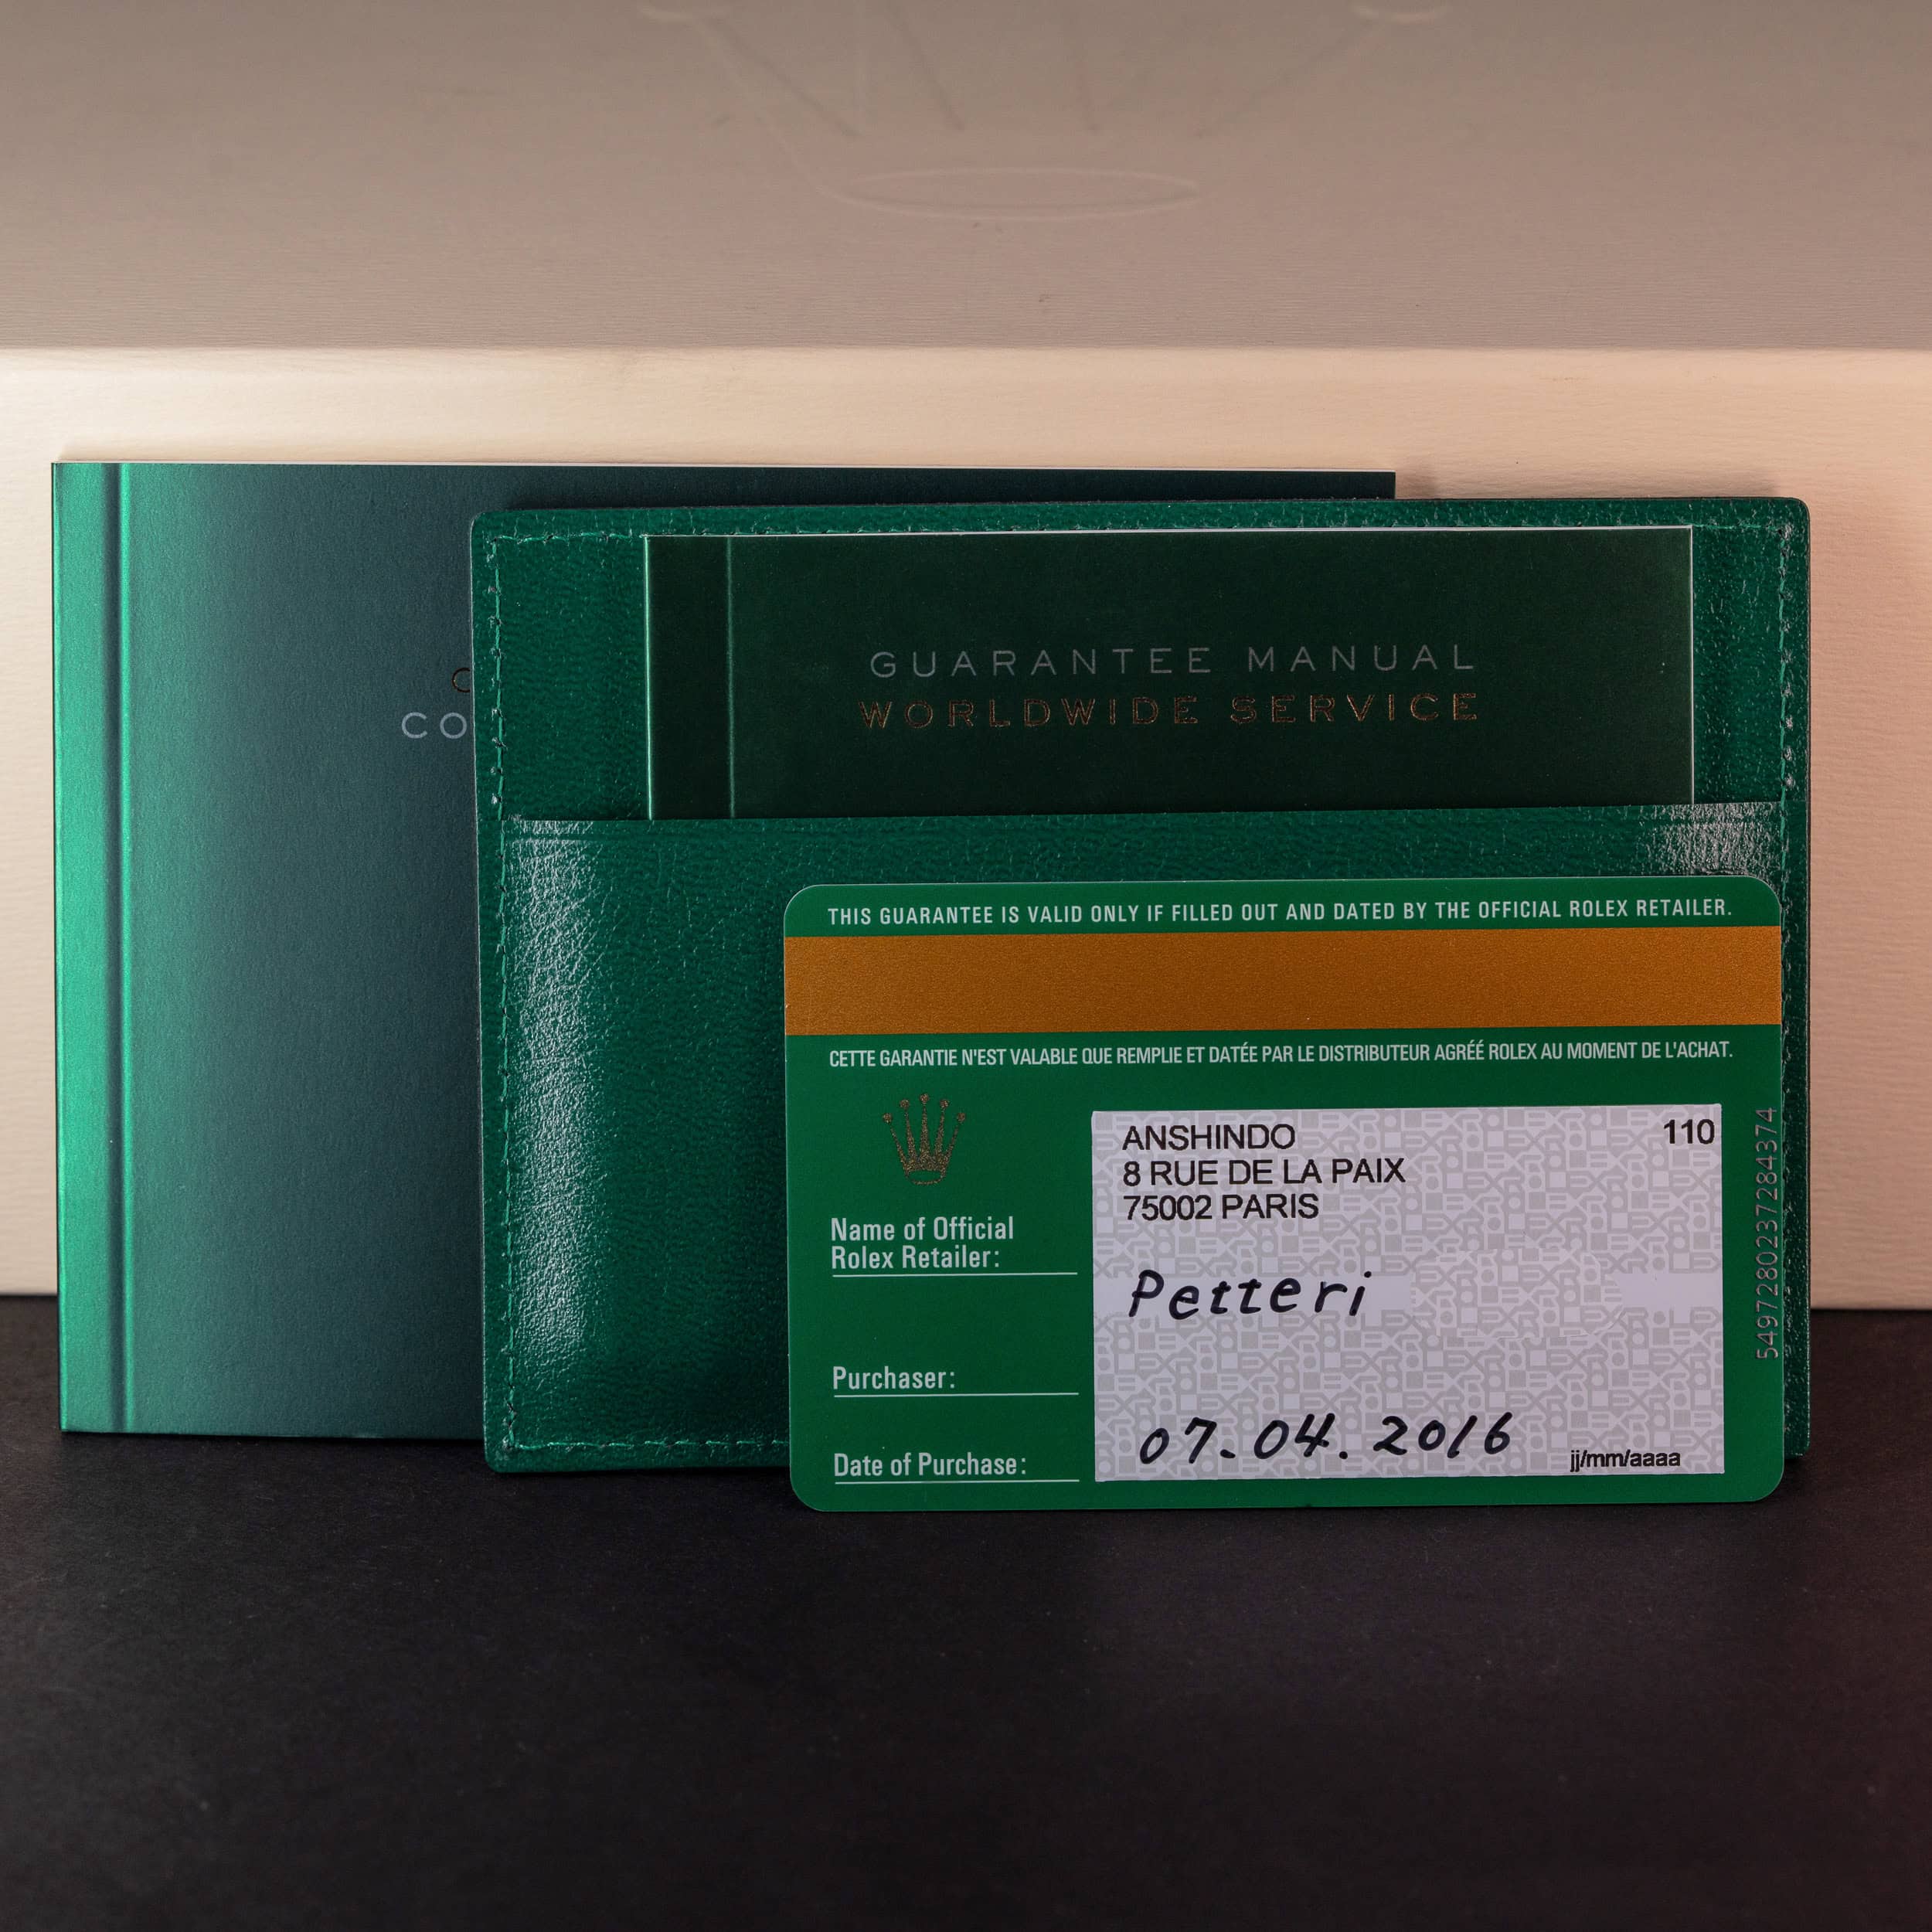 CO
GUARANTEE MANUAL
WORLDWIDE SERVICE
THIS GUARANTEE IS VALID ONLY IF FILLED OUT AND DATED BY THE OFFICIAL ROLEX RETAILER.
CETTE GARANTIE N'EST VALABLE QUE REMPLIE ET DATÉE PAR LE DISTRIBUTEUR AGRÉÉ ROLEX AU MOMENT DE L'ACHAT.
ANSHINDO 110
8 RUE DE LA PAIX
75002 PARIS
Name of Official
Rolex Retailer:
Petteri
Purchaser:
Date of Purchase:
07.04.2016
jj/mm/aaaa
5497280237284374